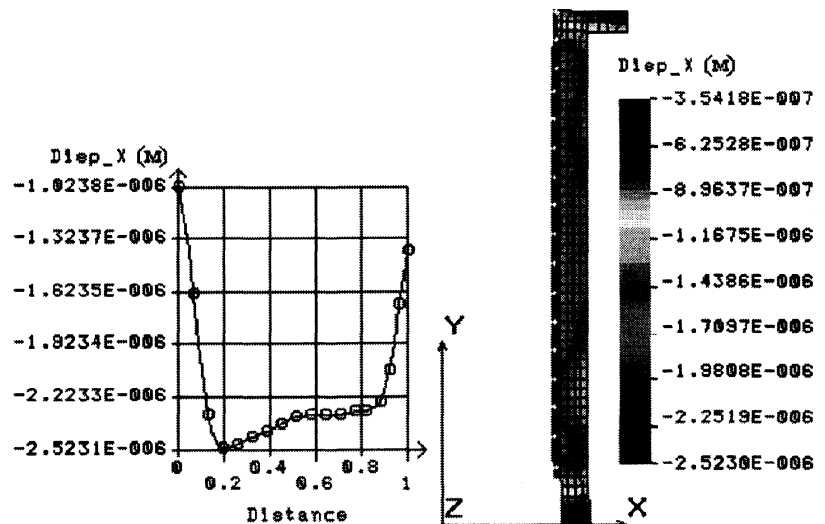 Disp_X (M)
-1.0238E-006
-1.3237E-006
-1.6235E-006
-1.9234E-006
-2.2233E-006
-2.5231E-006
0
0.2
0.4
0.6
0.8
1
Distance
Y
Z
X
Disp_X (M)
-3.5418E-007
-6.2528E-007
-8.9637E-007
-1.1675E-006
-1.4386E-006
-1.7097E-006
-1.9808E-006
-2.2519E-006
-2.5230E-006